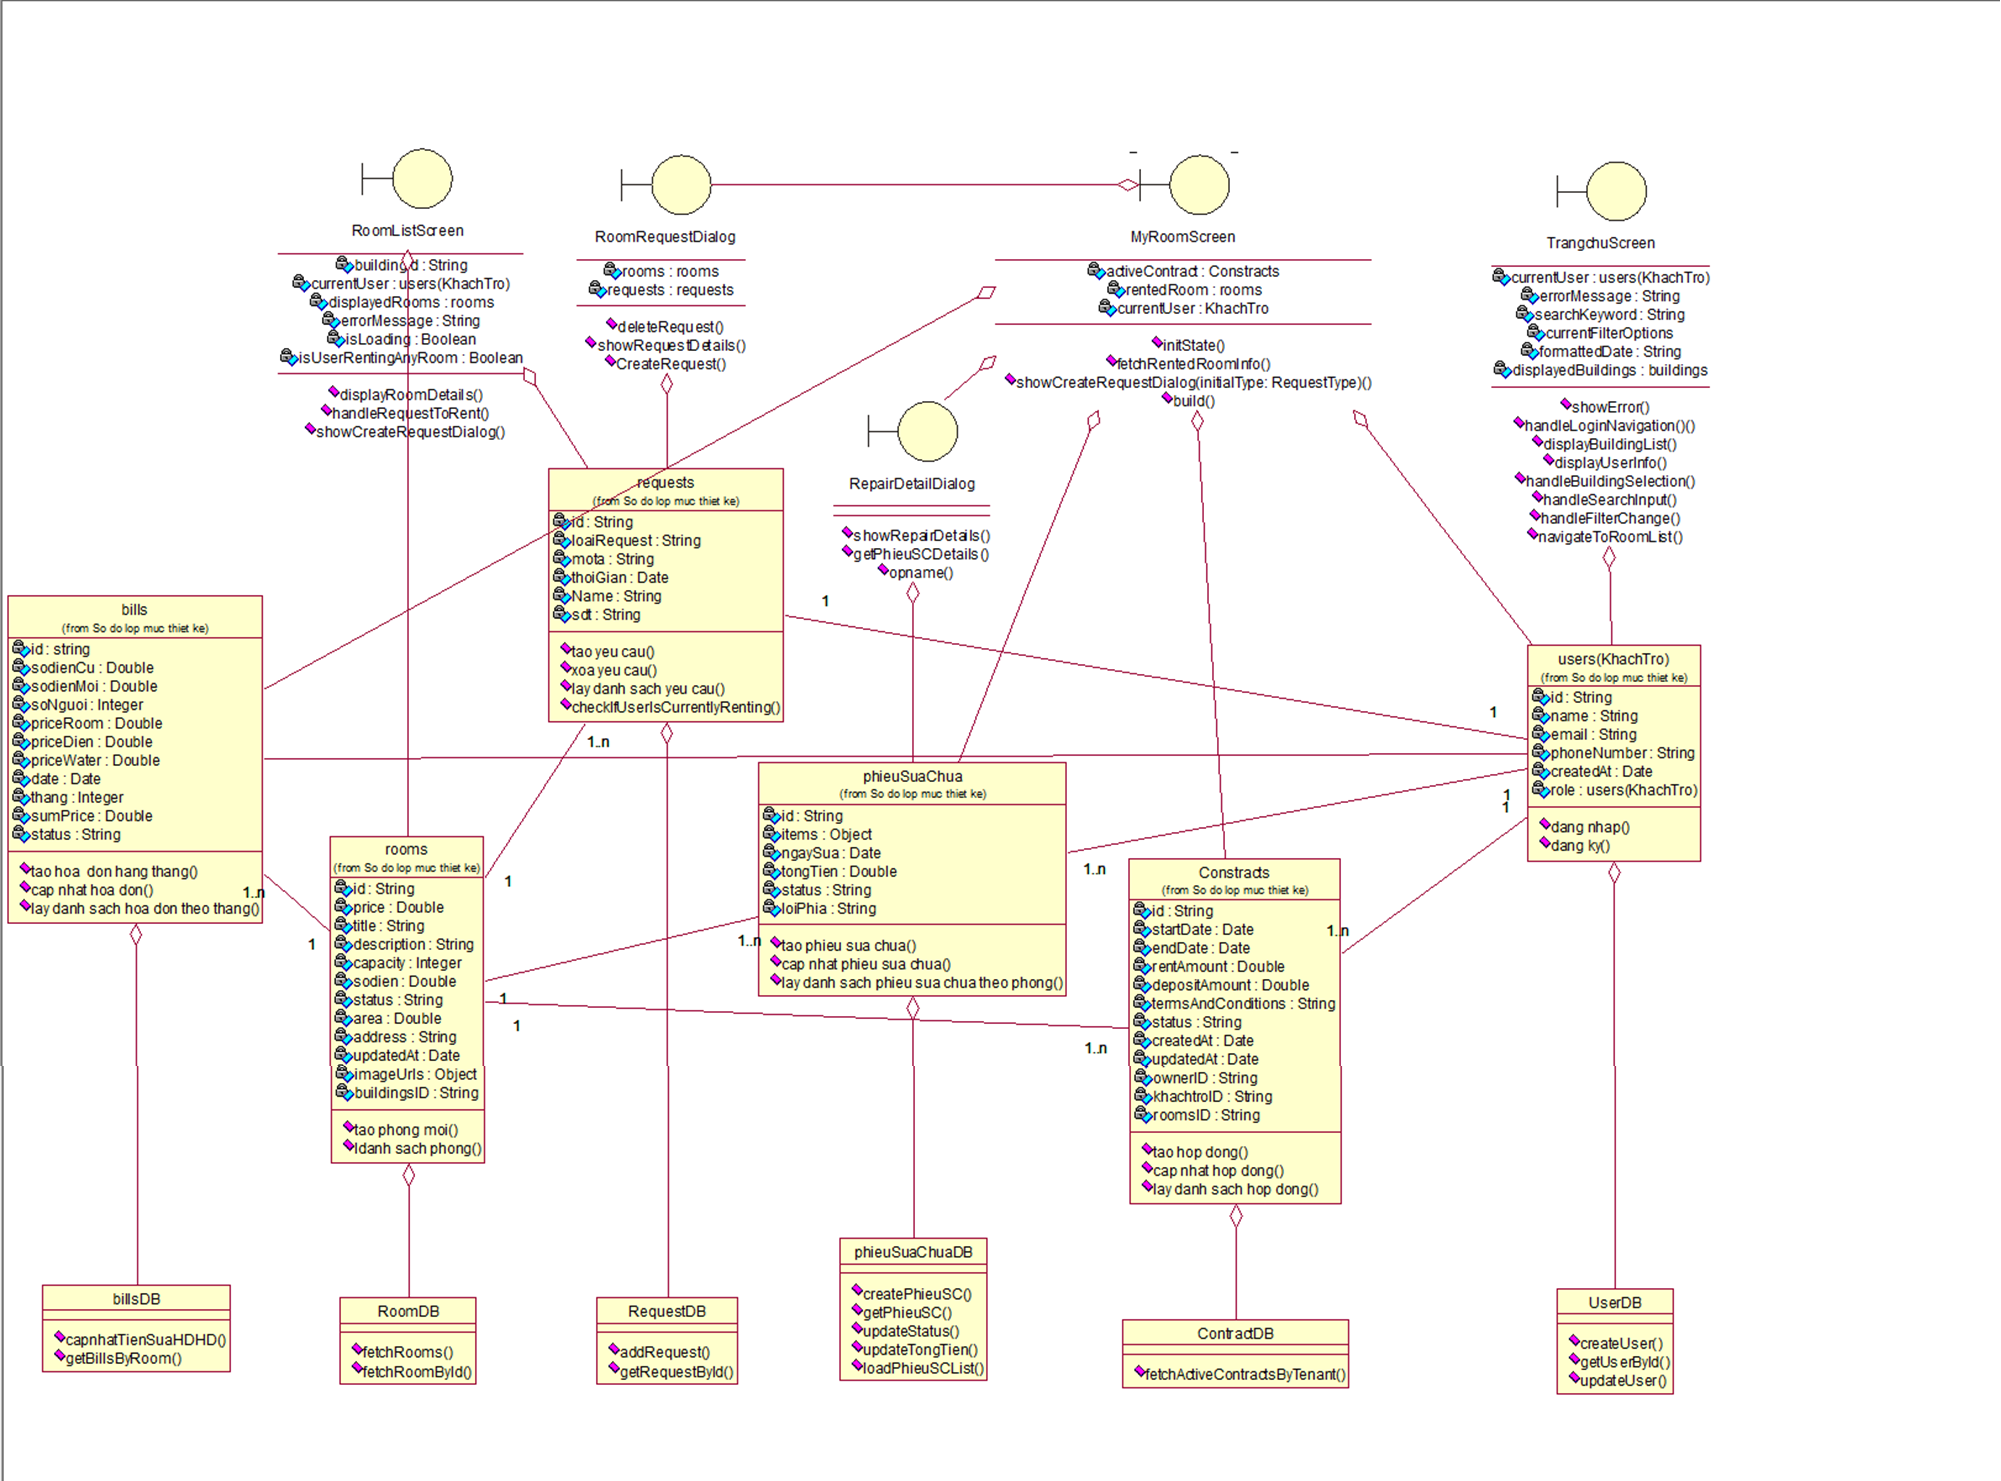 RoomListScreen
buildingId : String
currentUser : users(KhachTro)
displayedRooms : rooms
errorMessage : String
isLoading : Boolean
isUserRentingAnyRoom : Boolean
displayRoomDetails()
handleRequestToRent()
showCreateRequestDialog()
RoomRequestDialog
rooms : rooms
requests : requests
deleteRequest()
showRequestDetails()
CreateRequest()
MyRoomScreen
activeContract : Constracts
rentedRoom : rooms
currentUser : KhachTro
initState()
fetchRentedRoomInfo()
showCreateRequestDialog(initialType: RequestType)()
build()
TrangchuScreen
currentUser : users(KhachTro)
errorMessage : String
searchKeyword : String
currentFilterOptions
formattedDate : String
displayedBuildings : buildings
showError()
handleLoginNavigation()()
displayBuildingList()
displayUserInfo()
handleBuildingSelection()
handleSearchInput()
handleFilterChange()
navigateToRoomList()
RepairDetailDialog
showRepairDetails()
getPhieuSCDetails()
opname()
requests
(from So do lop muc thiet ke)
id : String
loaiRequest : String
mota : String
thoiGian : Date
Name : String
sdt : String
tao yeu cau()
xoa yeu cau()
lay danh sach yeu cau()
checkIfUserIsCurrentlyRenting()
1
1
1..n
1
bills
(from So do lop muc thiet ke)
id : string
sodienCu : Double
sodienMoi : Double
soNguoi : Integer
priceRoom : Double
priceDien : Double
priceWater : Double
date : Date
thang : Integer
sumPrice : Double
status : String
tao hoa don hang thang()
cap nhat hoa don()
lay danh sach hoa don theo thang()
1..n
1
users(KhachTro)
(from So do lop muc thiet ke)
id : String
name : String
email : String
phoneNumber : String
createdAt : Date
role : users(KhachTro)
dang nhap()
dang ky()
1
1
1..n
1..n
phieuSuaChua
(from So do lop muc thiet ke)
id : String
items : Object
ngaySua : Date
tongTien : Double
status : String
loiPhia : String
tao phieu sua chua()
cap nhat phieu sua chua()
lay danh sach phieu sua chua theo phong()
1..n
1
rooms
(from So do lop muc thiet ke)
id : String
price : Double
title : String
description : String
capacity : Integer
sodien : Double
status : String
area : Double
address : String
updatedAt : Date
imageUrls : Object
buildingsID : String
tao phong moi()
ldanh sach phong()
1
1..n
Constracts
(from So do lop muc thiet ke)
id : String
startDate : Date
endDate : Date
rentAmount : Double
depositAmount : Double
termsAndConditions : String
status : String
createdAt : Date
updatedAt : Date
ownerID : String
khachtroID : String
roomsID : String
tao hop dong()
cap nhat hop dong()
lay danh sach hop dong()
billsDB
capnhatTienSuaHDHD()
getBillsByRoom()
RoomDB
fetchRooms()
fetchRoomById()
RequestDB
addRequest()
getRequestById()
phieuSuaChuaDB
createPhieuSC()
getPhieuSC()
updateStatus()
updateTongTien()
loadPhieuSCList()
ContractDB
fetchActiveContractsByTenant()
UserDB
createUser()
getUserById()
updateUser()